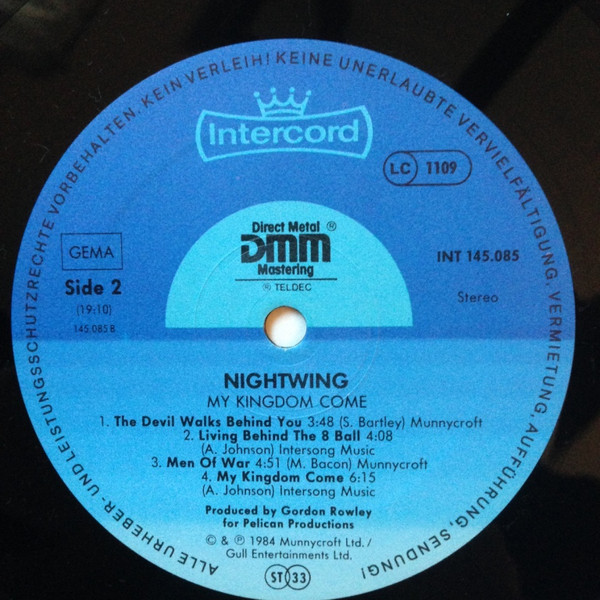 ALLE URHEBER- UND LEISTUNGSSCHUTZRECHTE VORBEHALTEN. KEIN VERLEIH! KEINE UNERLAUBTE VERVIELFÄLTIGUNG, VERMIETUNG, AUFFÜHRUNG, SENDUNG!
Intercord
LC 1109
Direct Metal ®
DMM
Mastering
® TELDEC
GEMA
INT 145.085
Side 2
Stereo
(19:10)
145.085 B
NIGHTWING
MY KINGDOM COME
1. The Devil Walks Behind You 3:48 (S. Bartley) Munnycroft
2. Living Behind The 8 Ball 4:08
(A. Johnson) Intersong Music
3. Men Of War 4:51 (M. Bacon) Munnycroft
4. My Kingdom Come 6:15
(A. Johnson) Intersong Music
Produced by Gordon Rowley
for Pelican Productions
© & ℗ 1984 Munnycroft Ltd. /
Gull Entertainments Ltd.
ST 33